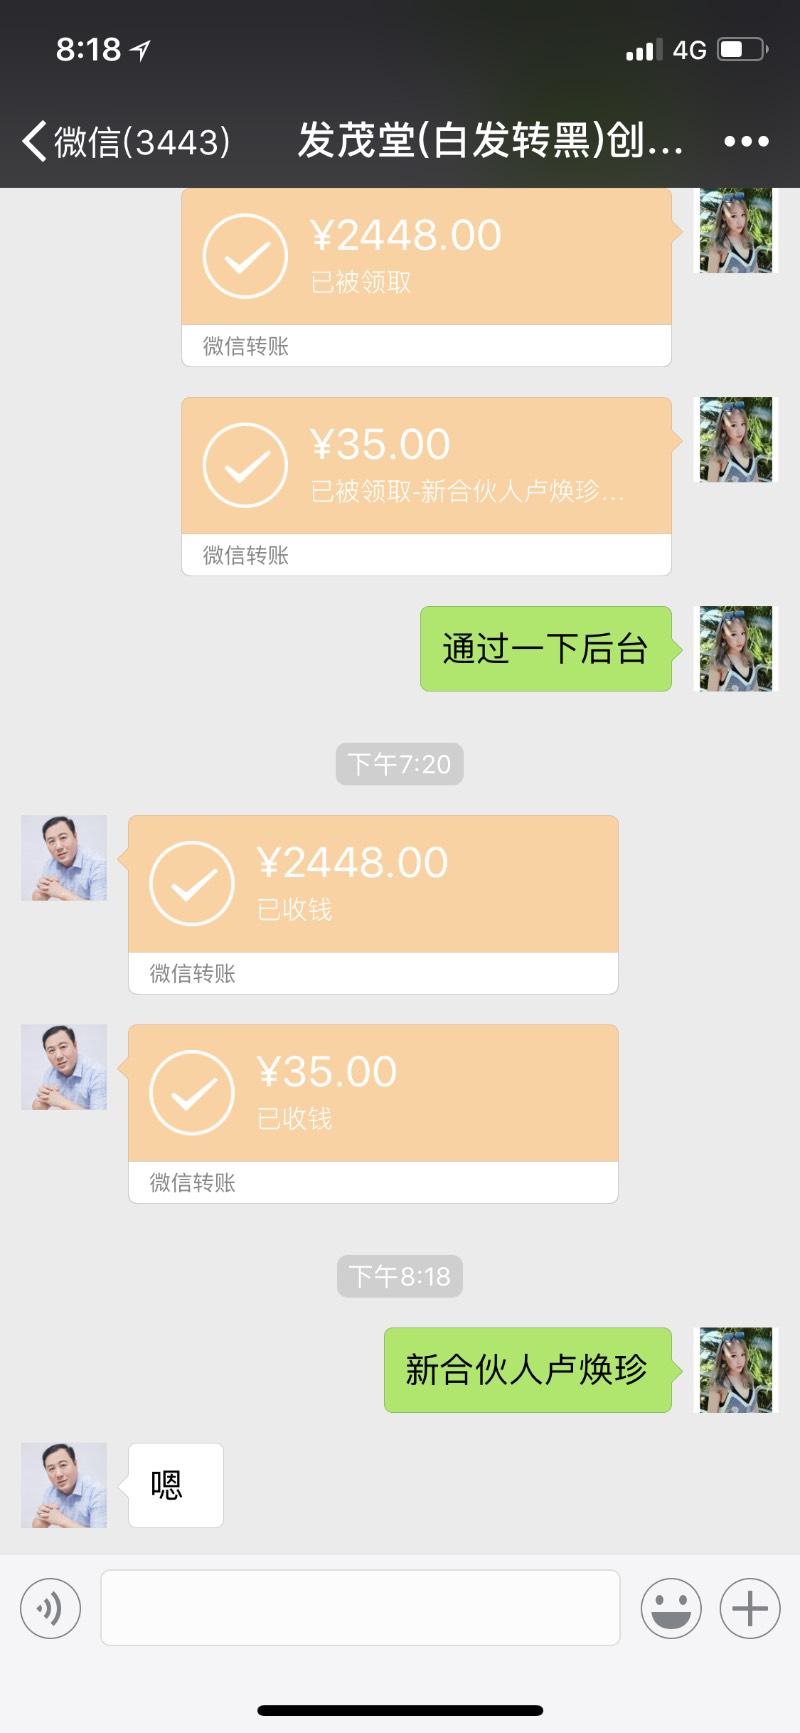 8:18
4G
微信(3443)
发茂堂(白发转黑)创...
¥2448.00
已被领取
微信转账
¥35.00
已被领取-新合伙人卢焕珍...
微信转账
通过一下后台
下午7:20
¥2448.00
已收钱
微信转账
¥35.00
已收钱
微信转账
下午8:18
新合伙人卢焕珍
嗯